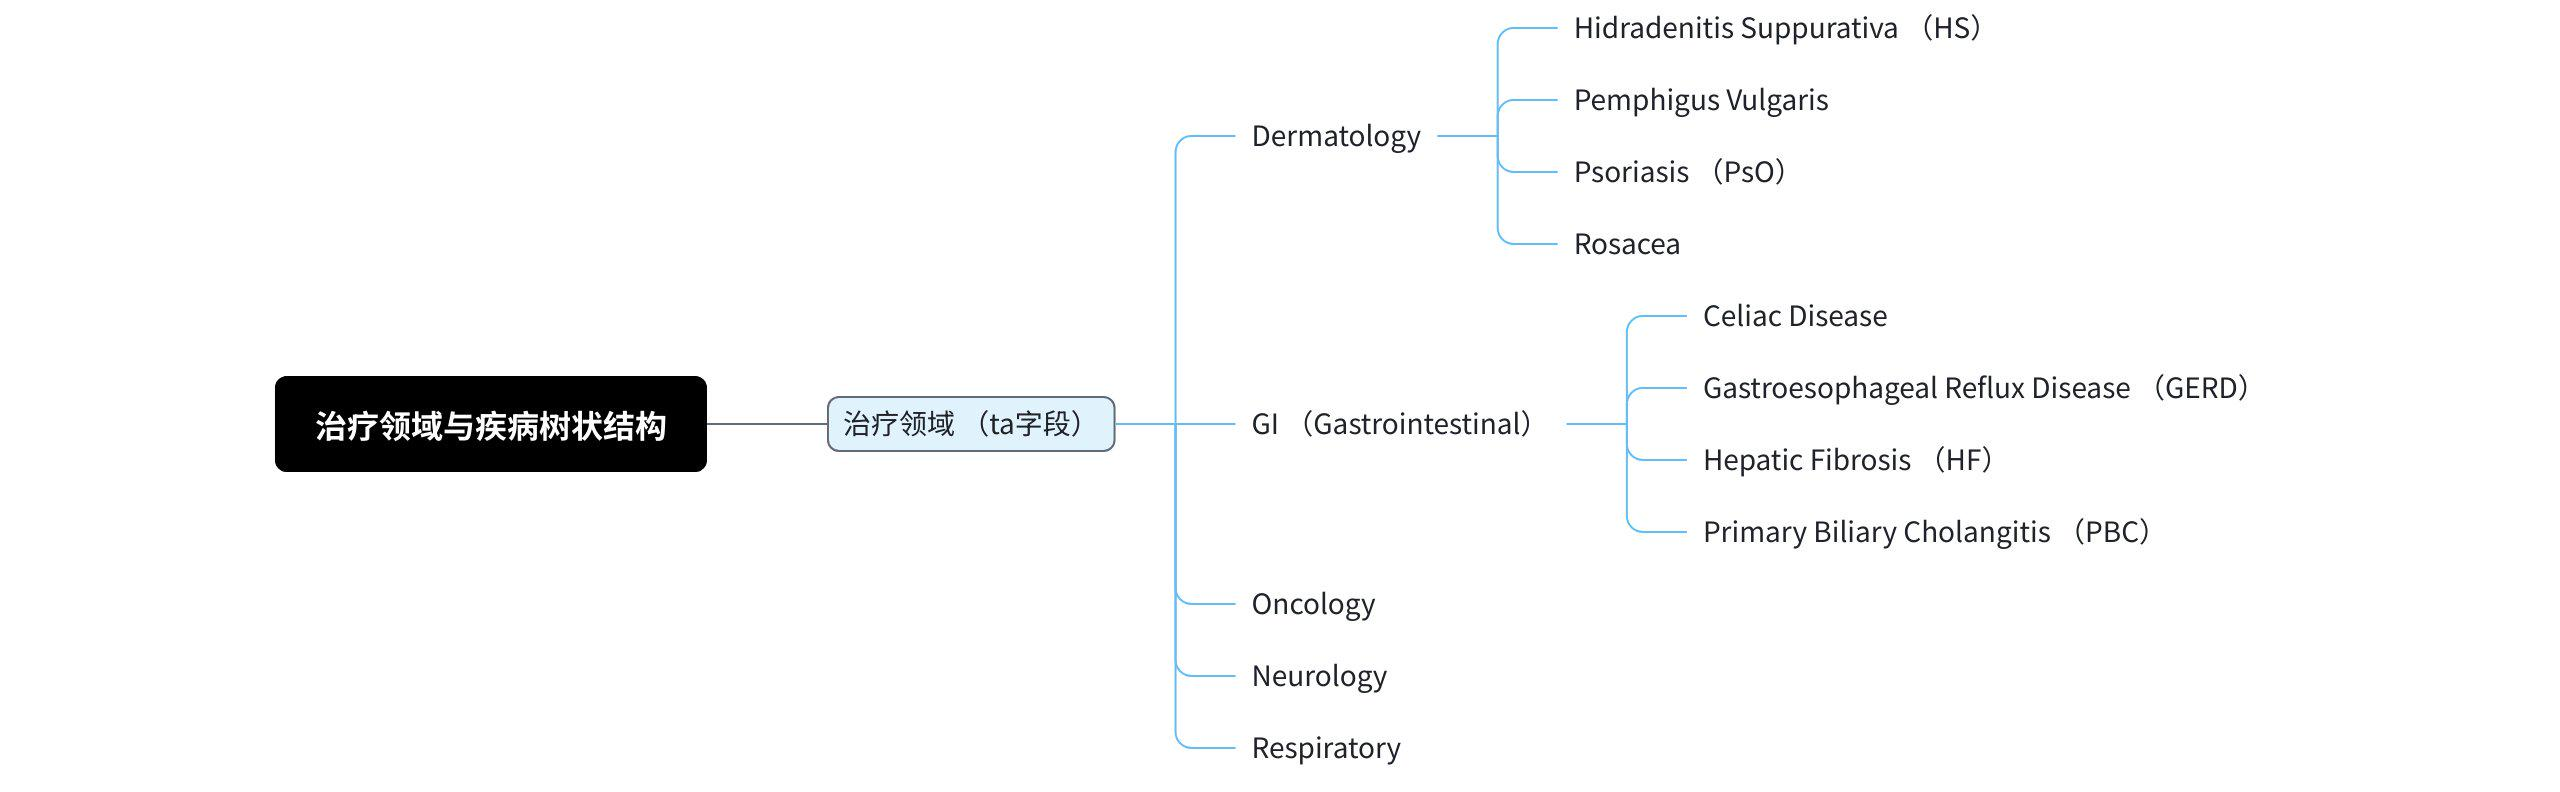 治疗领域与疾病树状结构
治疗领域 （ta字段）
Dermatology
Hidradenitis Suppurativa （HS）
Pemphigus Vulgaris
Psoriasis （PsO）
Rosacea
GI （Gastrointestinal）
Celiac Disease
Gastroesophageal Reflux Disease （GERD）
Hepatic Fibrosis （HF）
Primary Biliary Cholangitis （PBC）
Oncology
Neurology
Respiratory